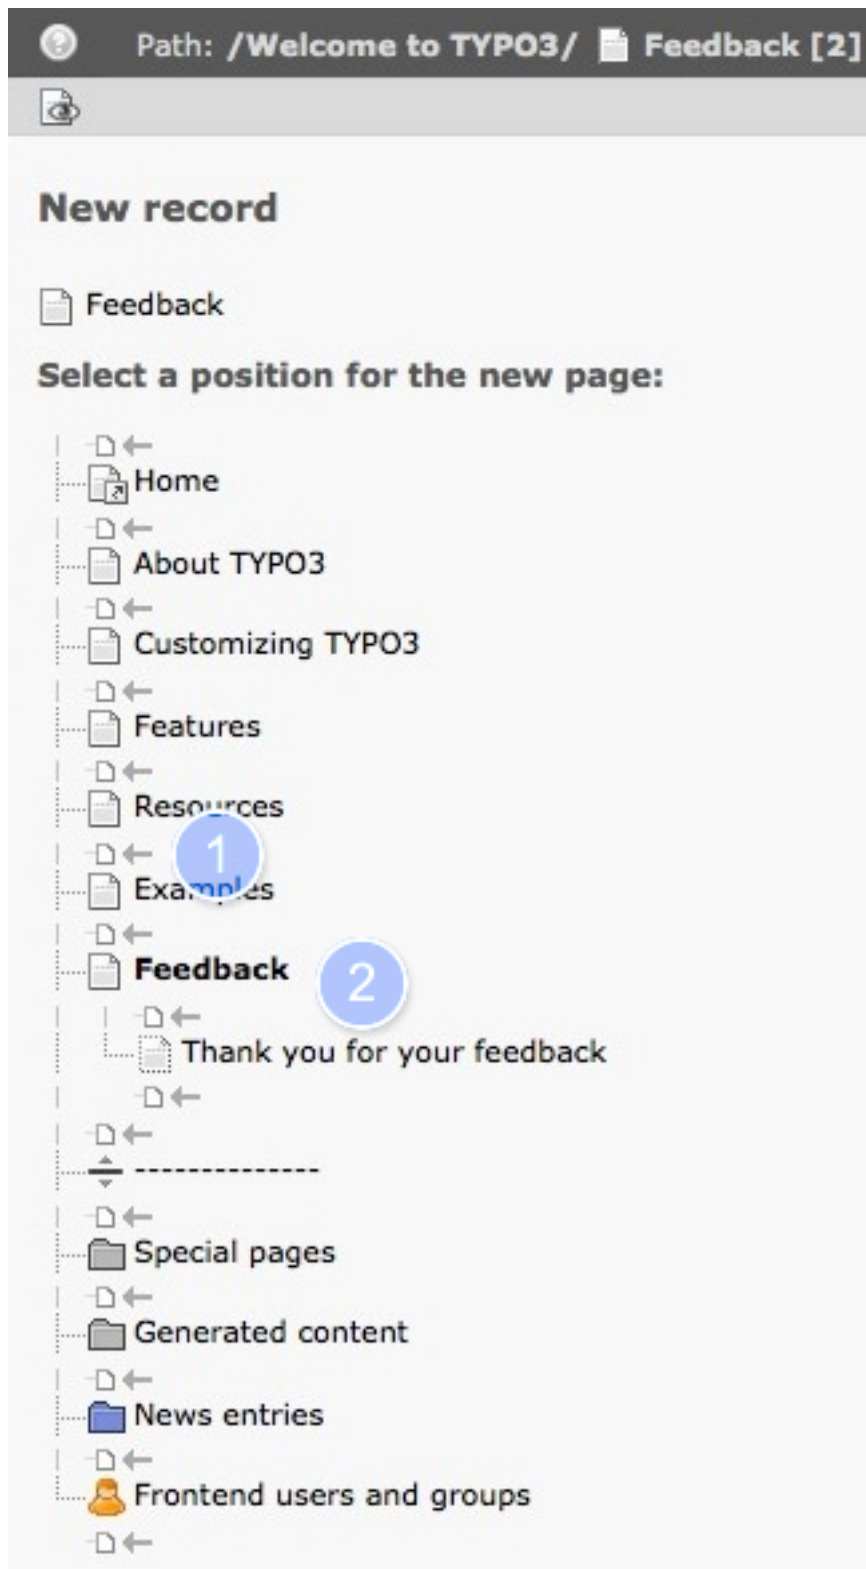 Path: /Welcome to TYPO3/ Feedback [2]
New record
Feedback
Select a position for the new page:
Home
About TYPO3
Customizing TYPO3
Features
Resources
1
Examples
Feedback
2
Thank you for your feedback
--------------
Special pages
Generated content
News entries
Frontend users and groups